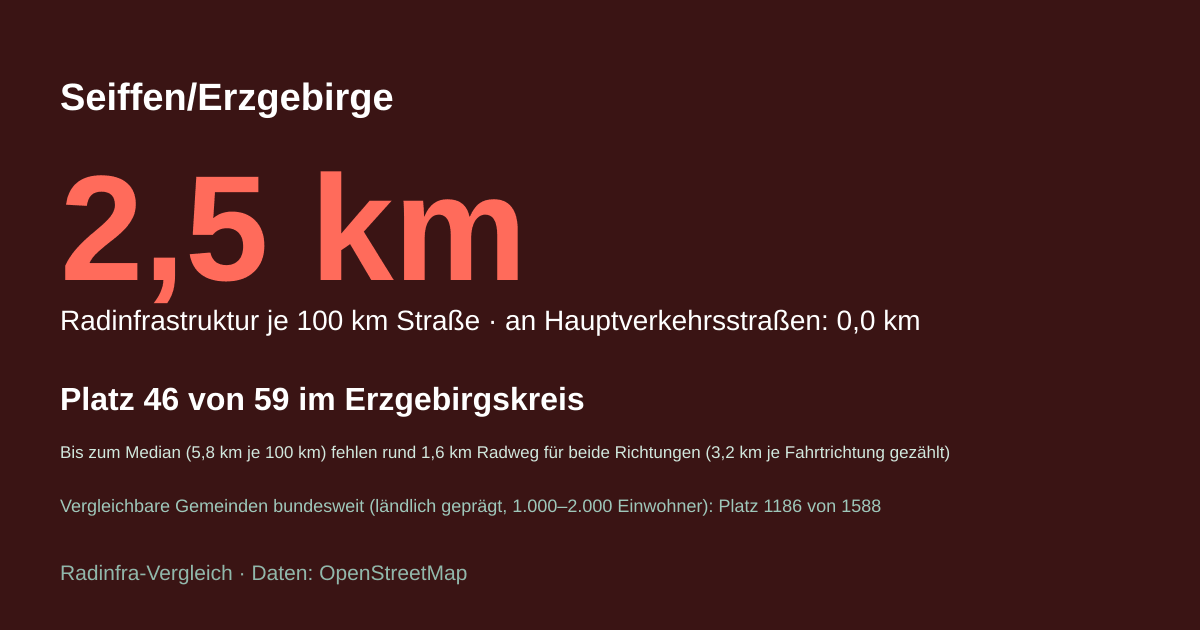 Seiffen/Erzgebirge
2,5 km
Radinfrastruktur je 100 km Straße · an Hauptverkehrsstraßen: 0,0 km
Platz 46 von 59 im Erzgebirgskreis
Bis zum Median (5,8 km je 100 km) fehlen rund 1,6 km Radweg für beide Richtungen (3,2 km je Fahrtrichtung gezählt)
Vergleichbare Gemeinden bundesweit (ländlich geprägt, 1.000–2.000 Einwohner): Platz 1186 von 1588
Radinfra-Vergleich · Daten: OpenStreetMap